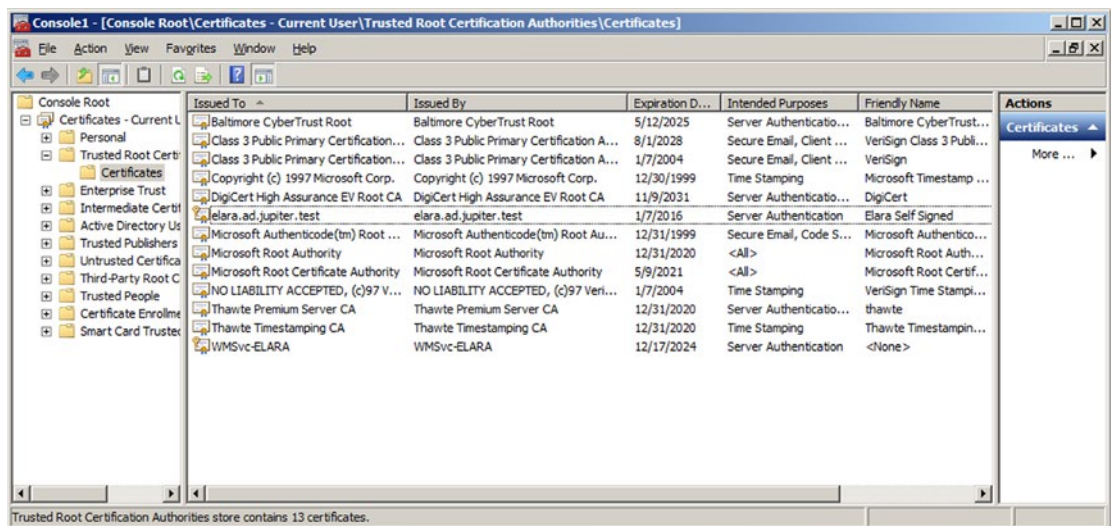 Console1 - [Console Root\Certificates - Current User\Trusted Root Certification Authorities\Certificates]
File Action View Favorites Window Help
Console Root
Certificates - Current U
Personal
Trusted Root Certi
Certificates
Enterprise Trust
Intermediate Certif
Active Directory Us
Trusted Publishers
Untrusted Certifica
Third-Party Root C
Trusted People
Certificate Enrollme
Smart Card Trusted
Issued To Issued By Expiration D... Intended Purposes Friendly Name
Baltimore CyberTrust Root Baltimore CyberTrust Root 5/12/2025 Server Authenticatio... Baltimore CyberTrust...
Class 3 Public Primary Certification... Class 3 Public Primary Certification A... 8/1/2028 Secure Email, Client ... VeriSign Class 3 Publi...
Class 3 Public Primary Certification... Class 3 Public Primary Certification A... 1/7/2004 Secure Email, Client ... VeriSign
Copyright (c) 1997 Microsoft Corp. Copyright (c) 1997 Microsoft Corp. 12/30/1999 Time Stamping Microsoft Timestamp ...
DigiCert High Assurance EV Root CA DigiCert High Assurance EV Root CA 11/9/2031 Server Authenticatio... DigiCert
elara.ad.jupiter.test elara.ad.jupiter.test 1/7/2016 Server Authentication Elara Self Signed
Microsoft Authenticode(tm) Root ... Microsoft Authenticode(tm) Root Au... 12/31/1999 Secure Email, Code S... Microsoft Authentico...
Microsoft Root Authority Microsoft Root Authority 12/31/2020 <All> Microsoft Root Auth...
Microsoft Root Certificate Authority Microsoft Root Certificate Authority 5/9/2021 <All> Microsoft Root Certif...
NO LIABILITY ACCEPTED, (c)97 V... NO LIABILITY ACCEPTED, (c)97 Veri... 1/7/2004 Time Stamping VeriSign Time Stampi...
Thawte Premium Server CA Thawte Premium Server CA 12/31/2020 Server Authenticatio... thawte
Thawte Timestamping CA Thawte Timestamping CA 12/31/2020 Time Stamping Thawte Timestampin...
WMSvc-ELARA WMSvc-ELARA 12/17/2024 Server Authentication <None>
Actions
Certificates
More ...
Trusted Root Certification Authorities store contains 13 certificates.